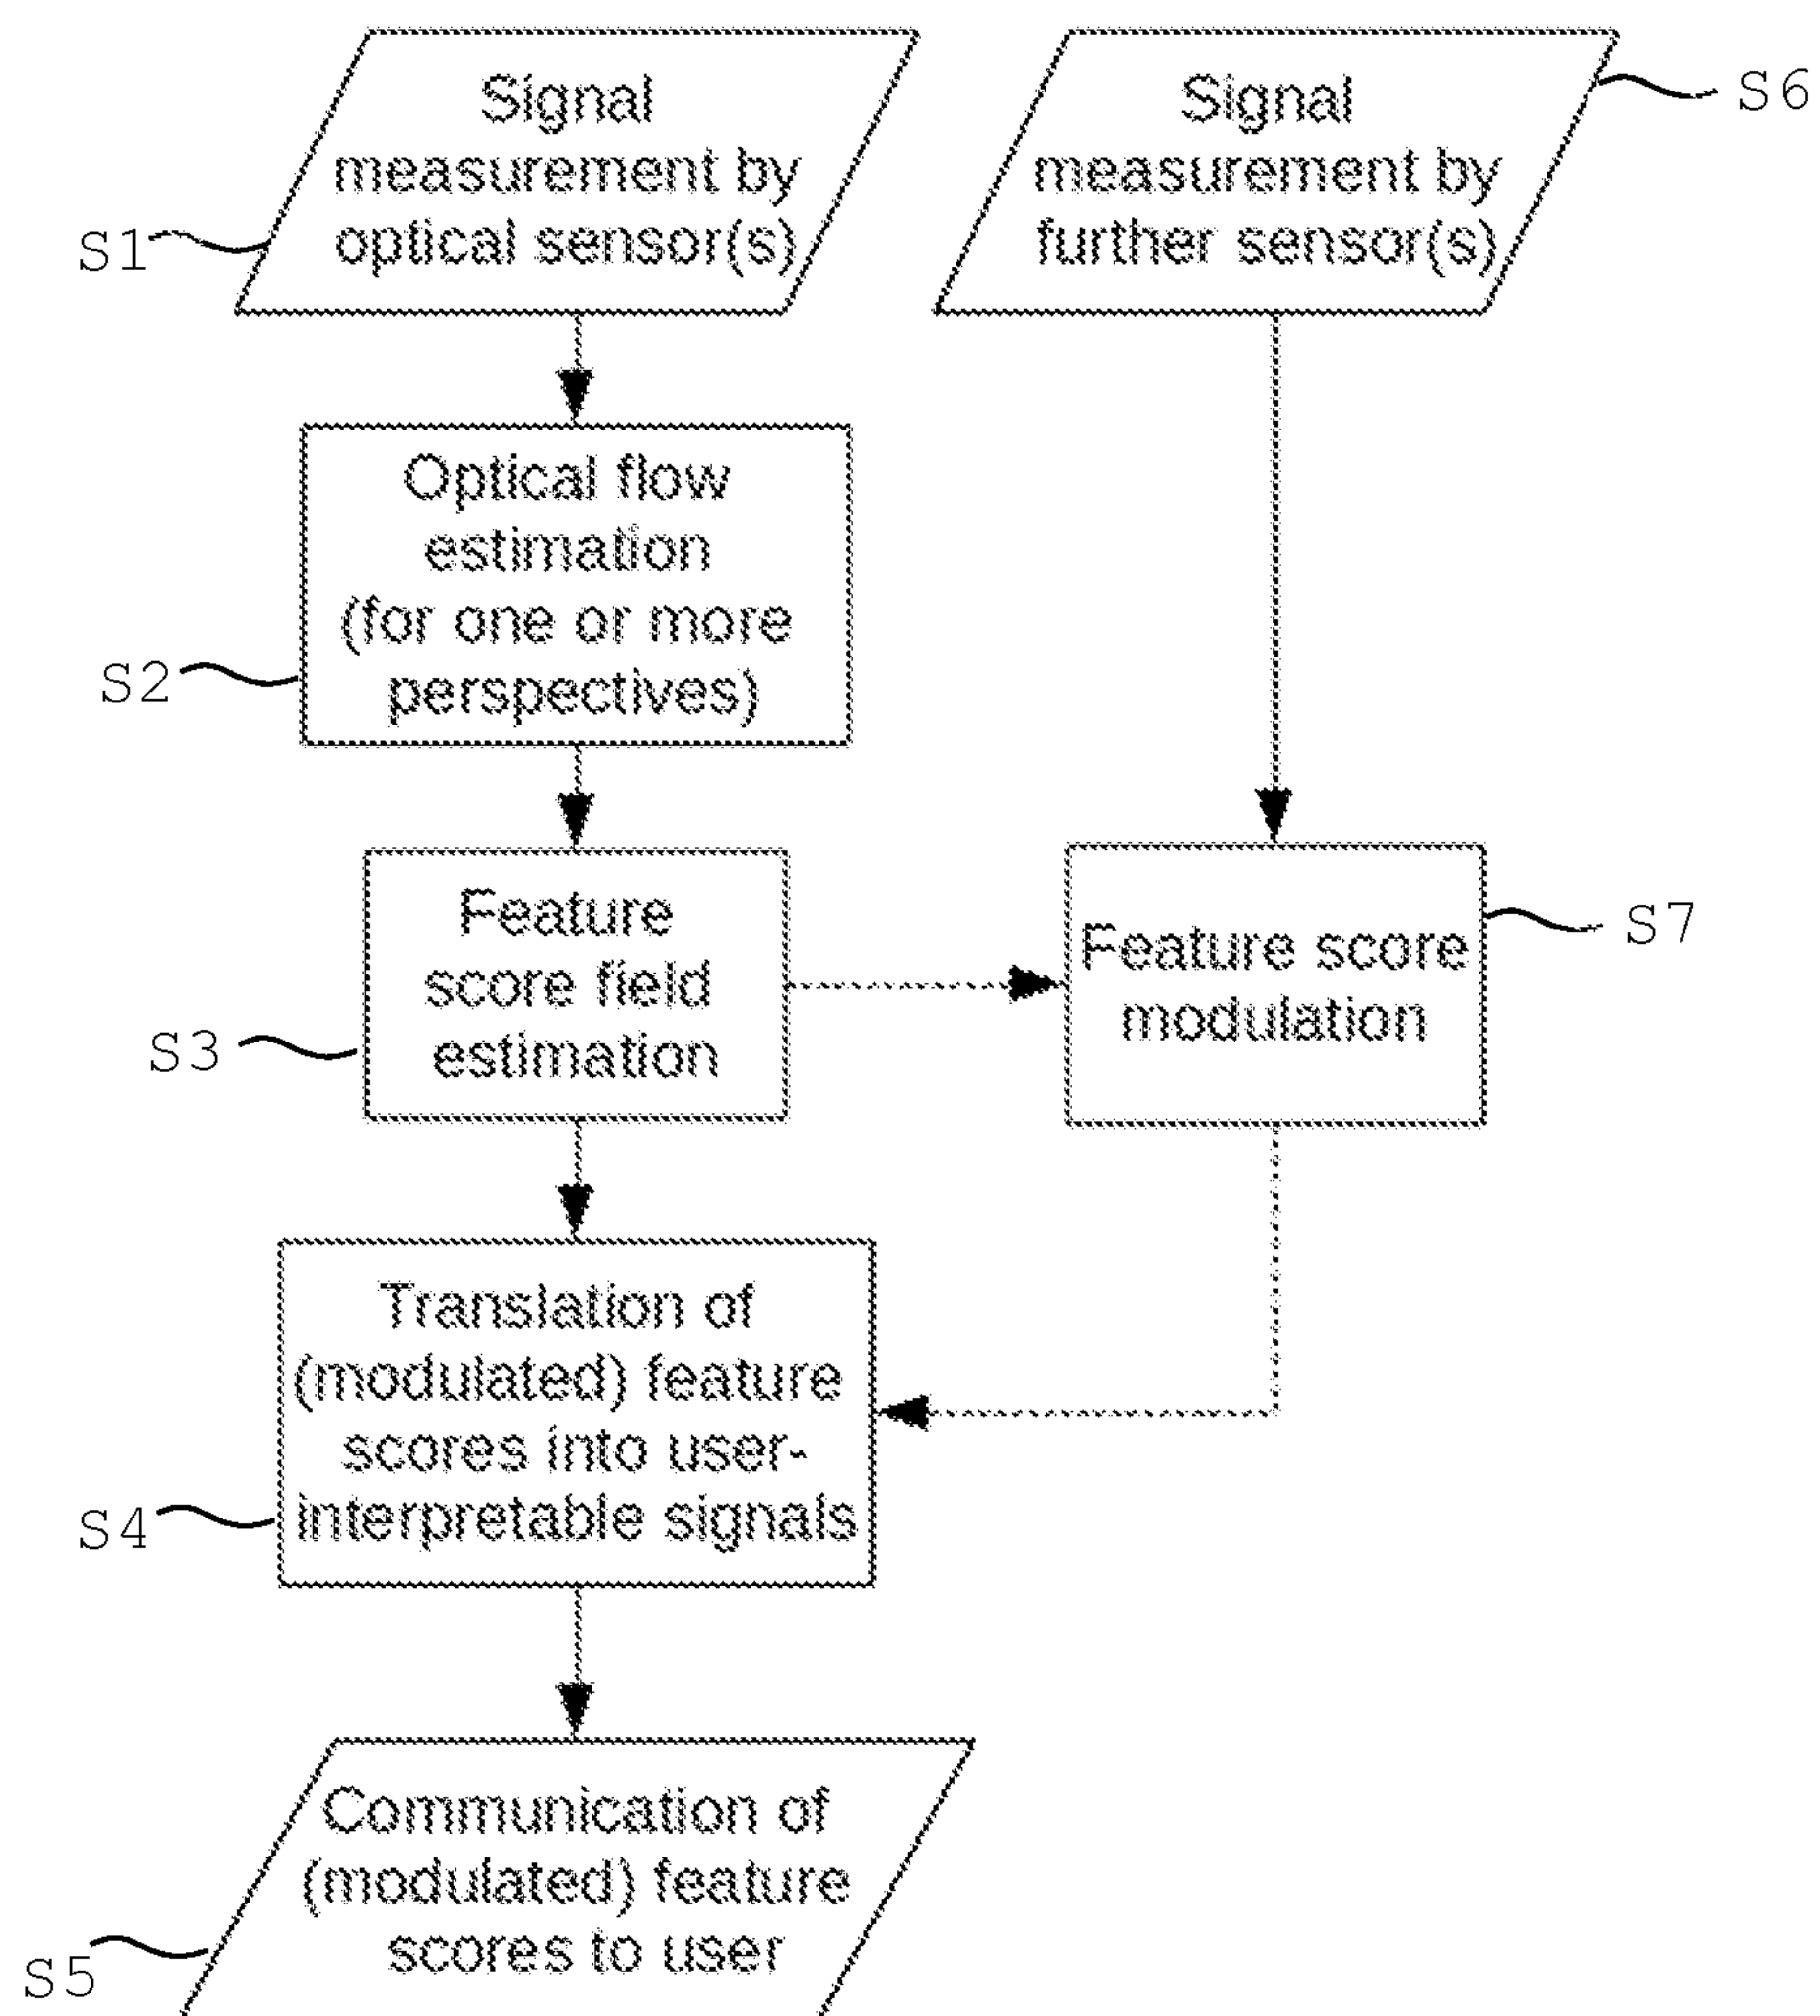 Signal
measurement by
optical sensor(s)
S1
Signal
measurement by
further sensor(s)
S6
Optical flow
estimation
(for one or more
perspectives)
S2
Feature
score field
estimation
S3
Feature score
modulation
S7
Translation of
(modulated) feature
scores into user-
interpretable signals
S4
Communication of
(modulated) feature
scores to user
S5